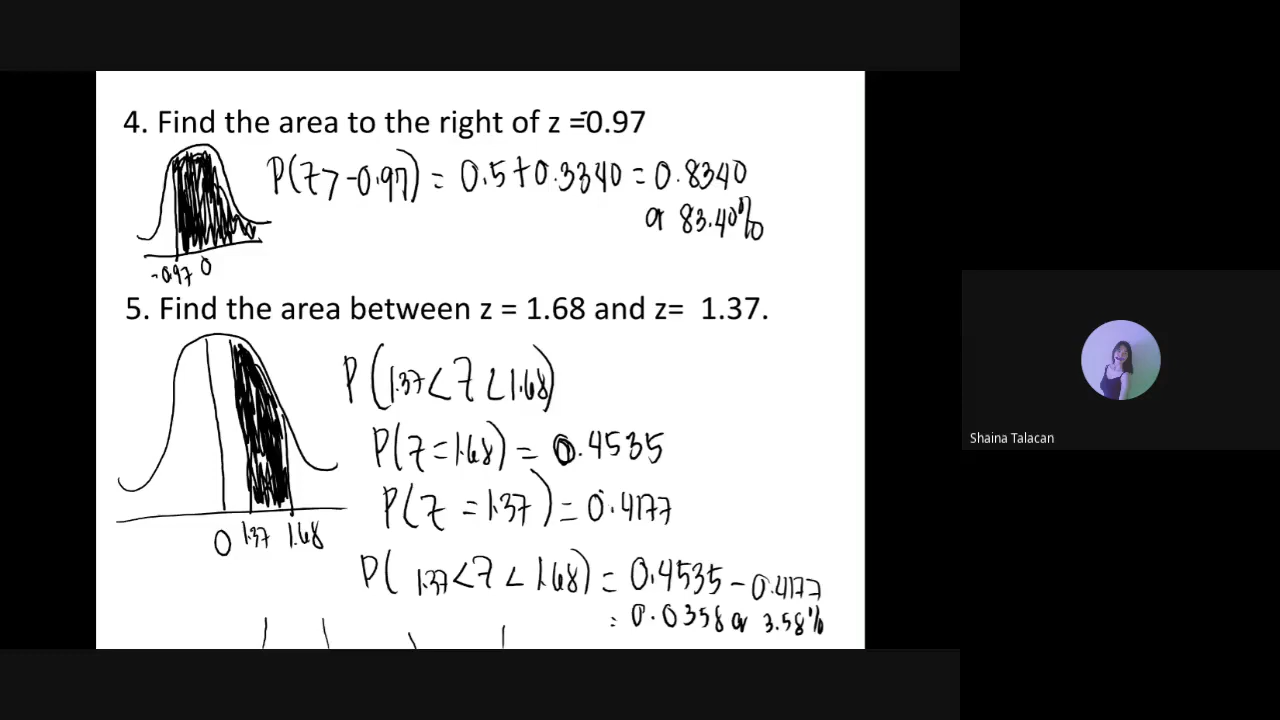 4. Find the area to the right of z =-0.97
P(Z > -0.97) = 0.5 + 0.3340 = 0.8340
or 83.40%
-0.97 0
5. Find the area between z = 1.68 and z= 1.37.
P(1.37 < Z < 1.68)
P(Z = 1.68) = 0.4535
P(Z = 1.37) = 0.4177
0 1.37 1.68
P(1.37 < Z < 1.68) = 0.4535 - 0.4177
= 0.0358 or 3.58%
Shaina Talacan